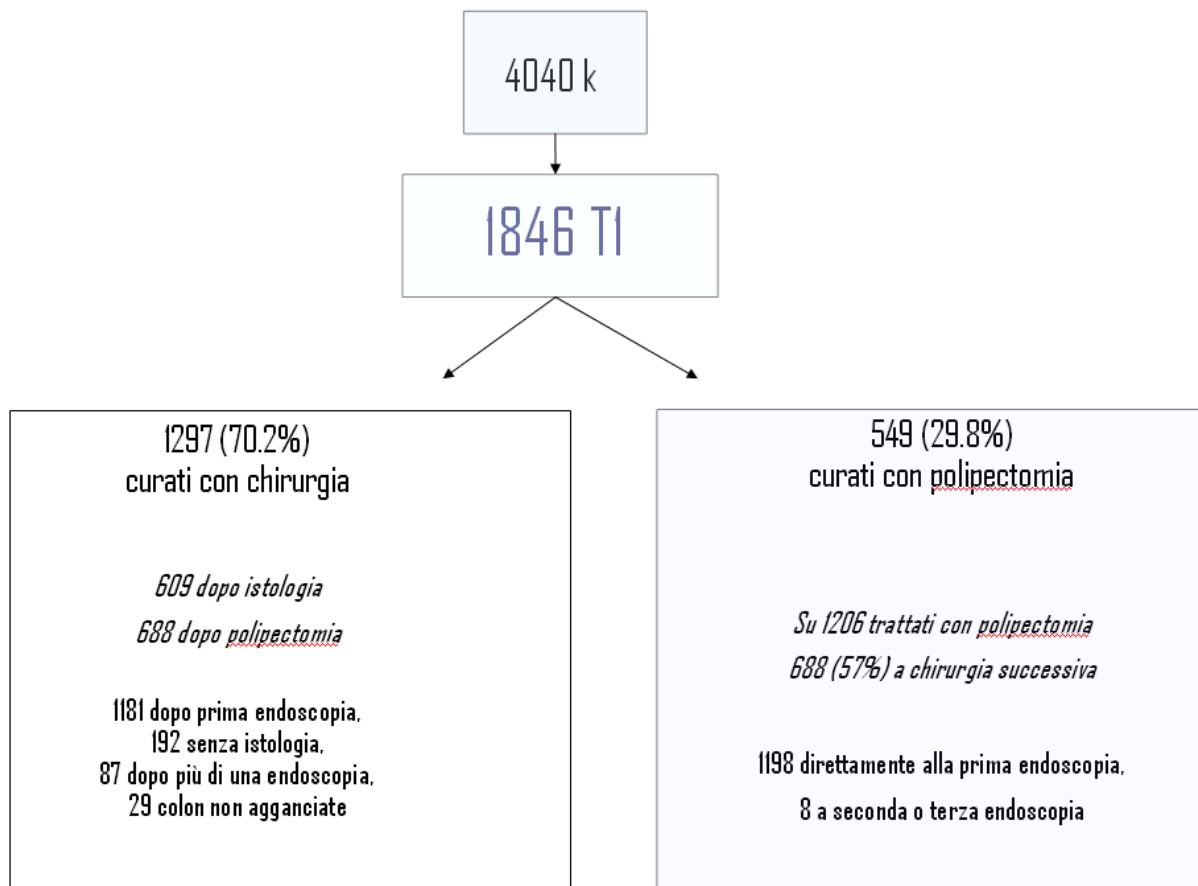 4040 k
1846 T1
1297 (70.2%)
curati con chirurgia
609 dopo istologia
688 dopo polipectomia
1181 dopo prima endoscopia,
192 senza istologia,
87 dopo più di una endoscopia,
29 colon non agganciate
549 (29.8%)
curati con polipectomia
Su 1206 trattati con polipectomia
688 (57%) a chirurgia successiva
1198 direttamente alla prima endoscopia,
8 a seconda o terza endoscopia